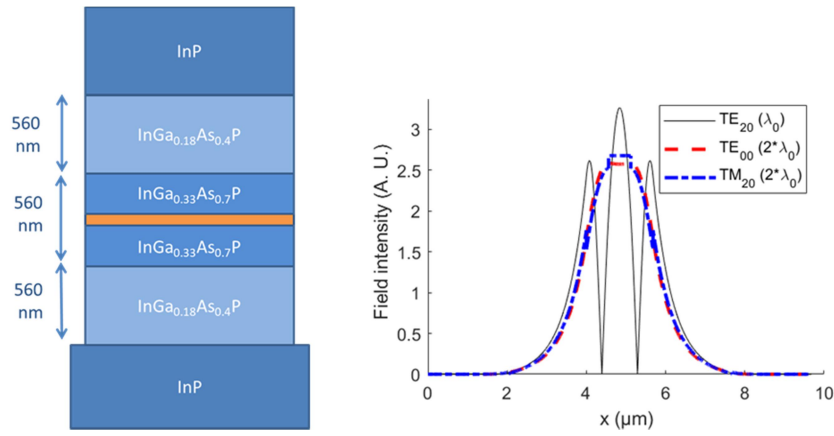 InP
560
nm
InGa0.18As0.4P
560
nm
InGa0.33As0.7P
InGa0.33As0.7P
560
nm
InGa0.18As0.4P
InP
Field intensity (A. U.)
3
2.5
2
1.5
1
0.5
0
0
2
4
6
8
10
x (µm)
TE20 (λ0)
TE00 (2*λ0)
TM20 (2*λ0)